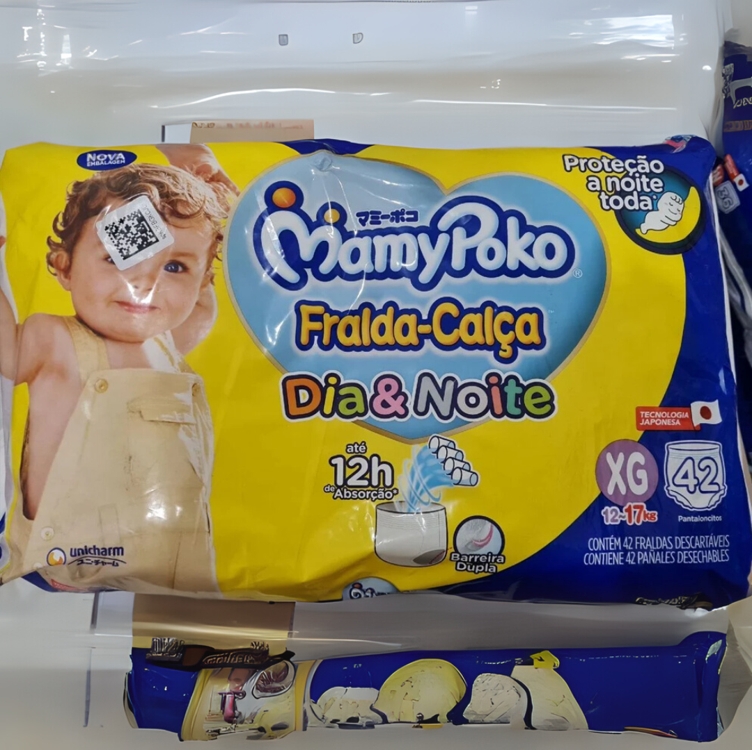 NOVA
EMBALAGEM
Proteção
a noite
toda*
マミーポコ
MamyPoko
Fralda-Calça
Dia & Noite
TECNOLOGIA
JAPONESA
até
12h
de Absorção*
XG
12~17kg
42
Pantaloncitos
Barreira
Dupla
unicharm
ユニ・チャーム
CONTÉM 42 FRALDAS DESCARTÁVEIS
CONTIENE 42 PAÑALES DESECHABLES